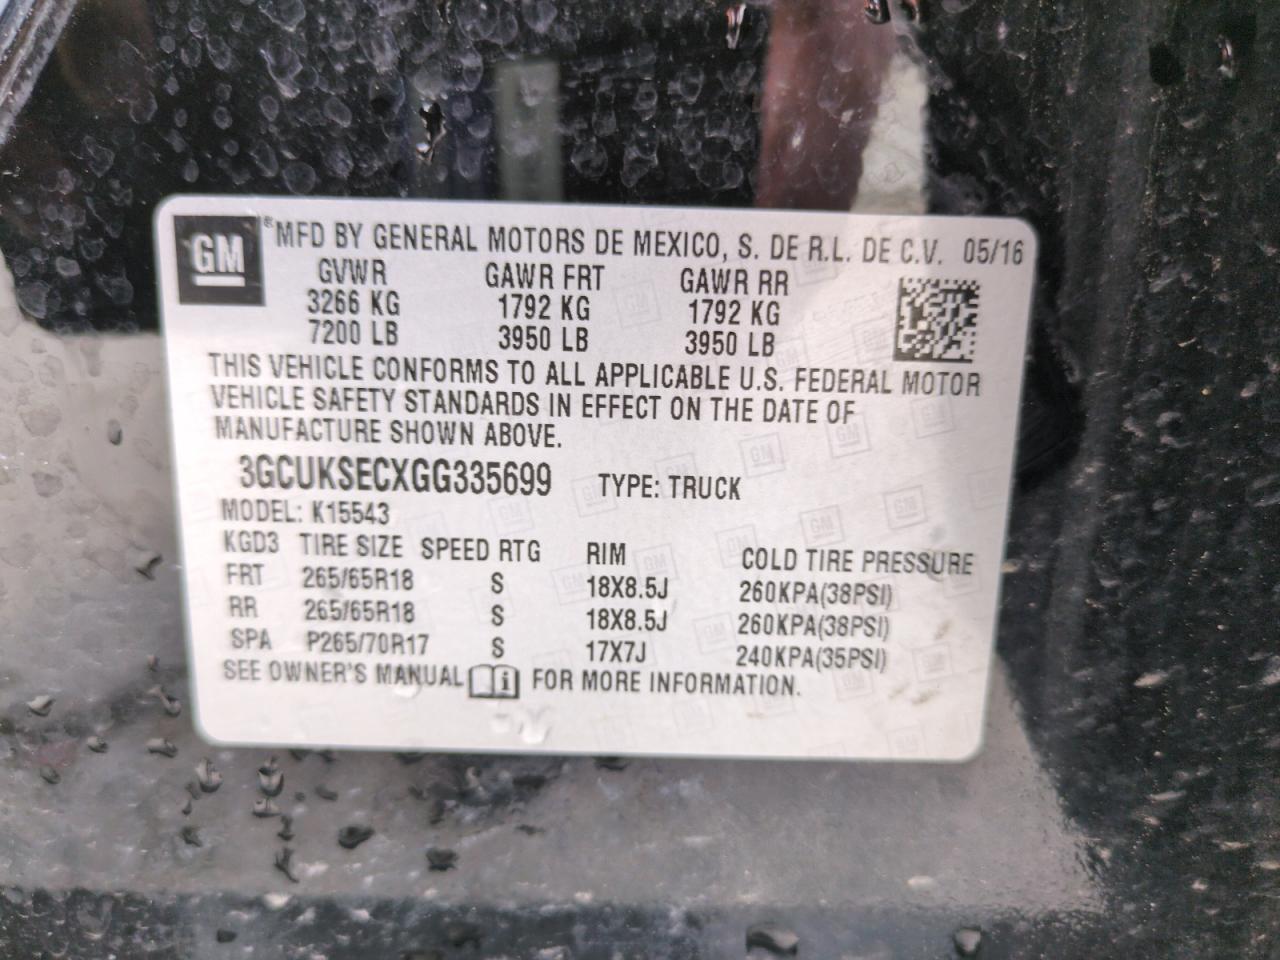 GM ® MFD BY GENERAL MOTORS DE MEXICO, S. DE R.L. DE C.V. 05/16
GVWR GAWR FRT GAWR RR
3266 KG 1792 KG 1792 KG
7200 LB 3950 LB 3950 LB
THIS VEHICLE CONFORMS TO ALL APPLICABLE U.S. FEDERAL MOTOR
VEHICLE SAFETY STANDARDS IN EFFECT ON THE DATE OF
MANUFACTURE SHOWN ABOVE.
3GCUKSECXGG335699 TYPE: TRUCK
MODEL: K15543
KGD3 TIRE SIZE SPEED RTG RIM COLD TIRE PRESSURE
FRT 265/65R18 S 18X8.5J 260KPA(38PSI)
RR 265/65R18 S 18X8.5J 260KPA(38PSI)
SPA P265/70R17 S 17X7J 240KPA(35PSI)
SEE OWNER'S MANUAL i FOR MORE INFORMATION.